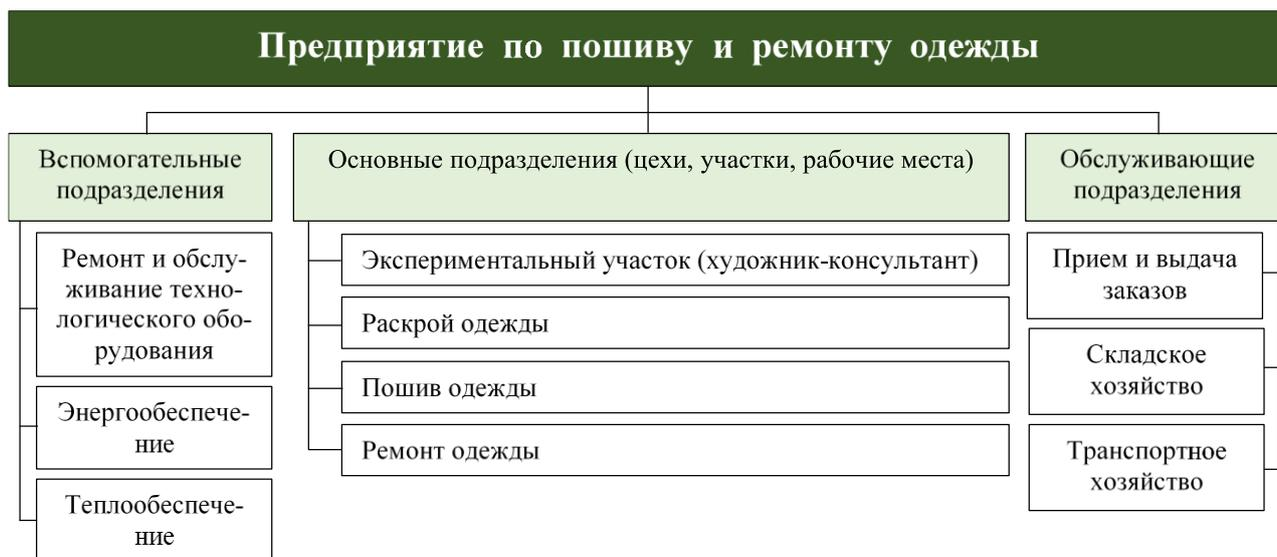 Предприятие по пошиву и ремонту одежды
Вспомогательные
подразделения
Ремонт и обслу-
живание техно-
логического обо-
рудования
Энергообеспече-
ние
Теплообеспече-
ние
Основные подразделения (цехи, участки, рабочие места)
Экспериментальный участок (художник-консультант)
Раскрой одежды
Пошив одежды
Ремонт одежды
Обслуживающие
подразделения
Прием и выдача
заказов
Складское
хозяйство
Транспортное
хозяйство